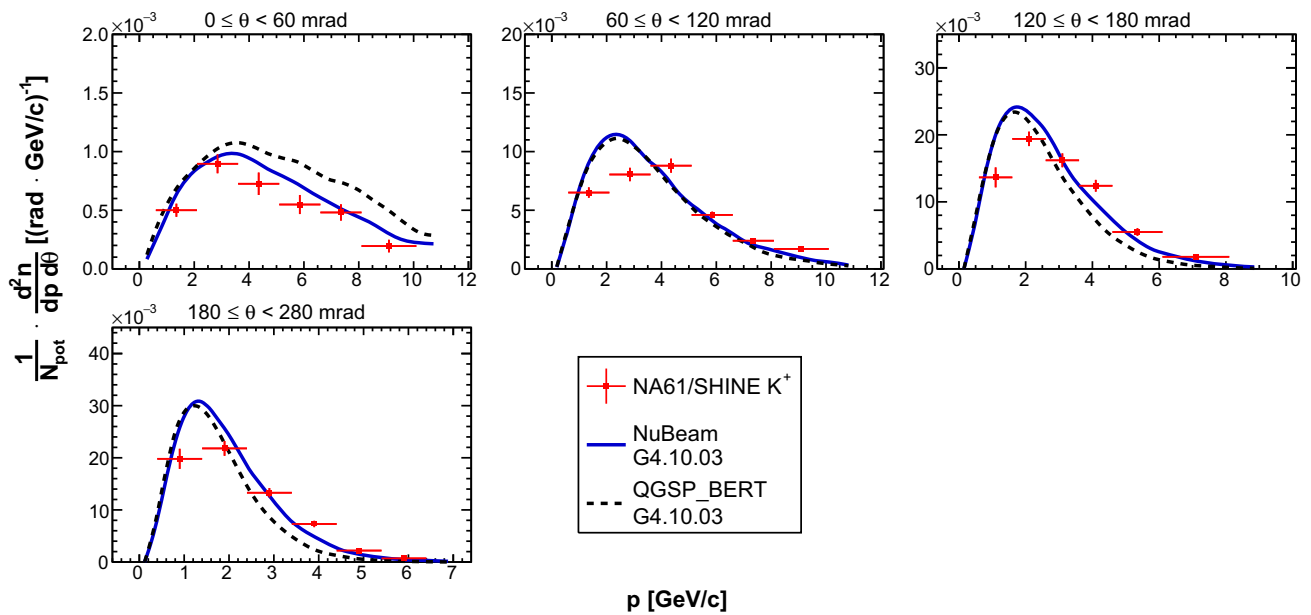 0 ≤ θ < 60 mrad
×10⁻³
2.0
1.5
1.0
0.5
0.0
0 2 4 6 8 10 12
60 ≤ θ < 120 mrad
×10⁻³
20
15
10
5
0
0 2 4 6 8 10 12
120 ≤ θ < 180 mrad
×10⁻³
30
20
10
0
0 2 4 6 8 10
180 ≤ θ < 280 mrad
×10⁻³
40
30
20
10
0
0 1 2 3 4 5 6 7
1/N_pot · d²n/dp dθ [(rad · GeV/c)⁻¹]
NA61/SHINE K⁺
NuBeam
G4.10.03
QGSP_BERT
G4.10.03
p [GeV/c]